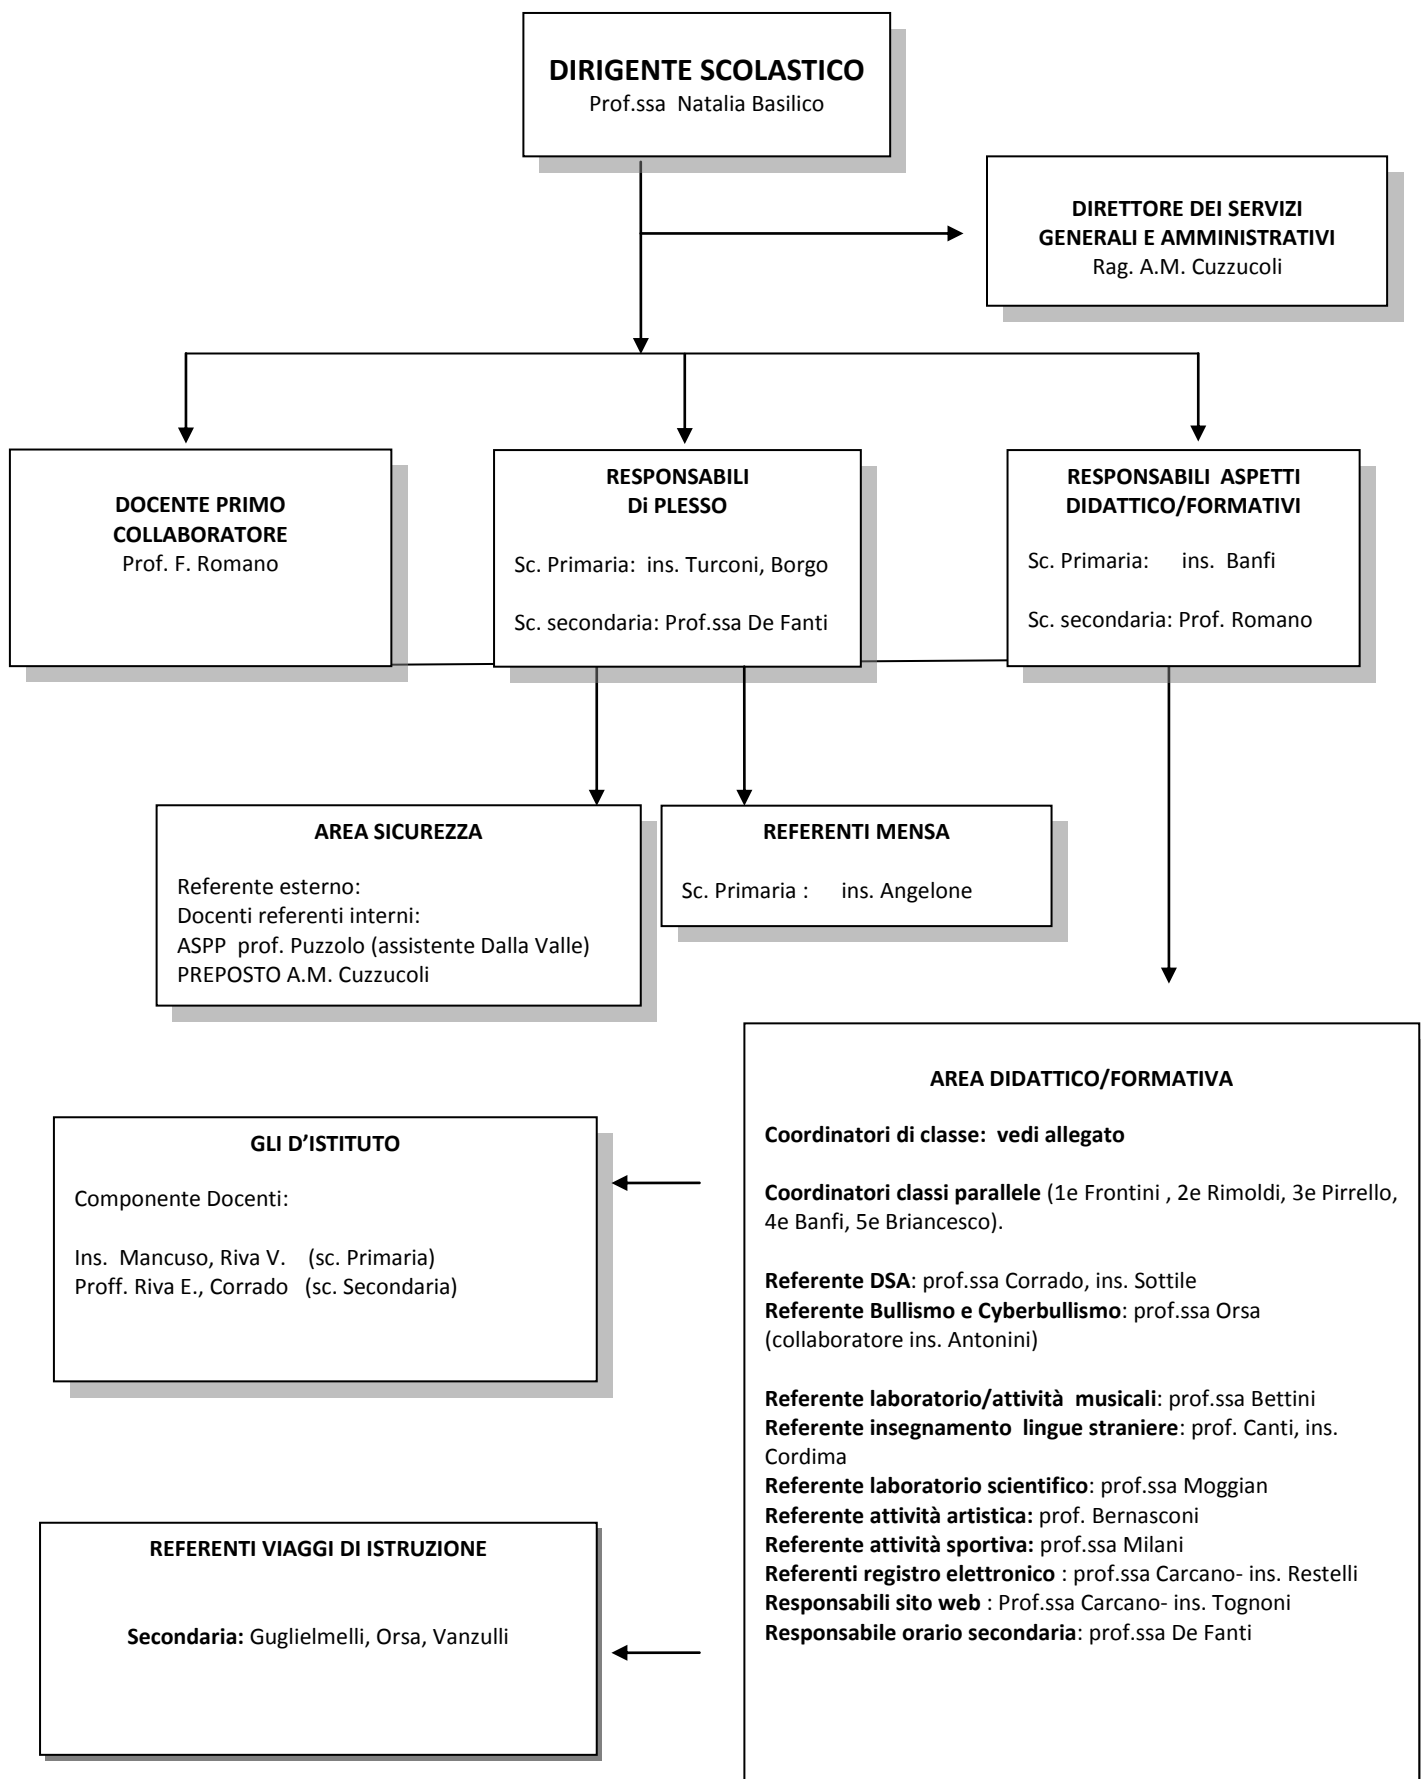 DIRIGENTE SCOLASTICO
Prof.ssa Natalia Basilico
DIRETTORE DEI SERVIZI
GENERALI E AMMINISTRATIVI
Rag. A.M. Cuzzucoli
DOCENTE PRIMO
COLLABORATORE
Prof. F. Romano
RESPONSABILI
Di PLESSO
Sc. Primaria: ins. Turconi, Borgo
Sc. secondaria: Prof.ssa De Fanti
RESPONSABILI ASPETTI
DIDATTICO/FORMATIVI
Sc. Primaria: ins. Banfi
Sc. secondaria: Prof. Romano
AREA SICUREZZA
Referente esterno:
Docenti referenti interni:
ASPP prof. Puzzolo (assistente Dalla Valle)
PREPOSTO A.M. Cuzzucoli
REFERENTI MENSA
Sc. Primaria : ins. Angelone
GLI D'ISTITUTO
Componente Docenti:
Ins. Mancuso, Riva V. (sc. Primaria)
Proff. Riva E., Corrado (sc. Secondaria)
REFERENTI VIAGGI DI ISTRUZIONE
Secondaria: Guglielmelli, Orsa, Vanzulli
AREA DIDATTICO/FORMATIVA
Coordinatori di classe: vedi allegato
Coordinatori classi parallele (1e Frontini , 2e Rimoldi, 3e Pirrello,
4e Banfi, 5e Briancesco).
Referente DSA: prof.ssa Corrado, ins. Sottile
Referente Bullismo e Cyberbullismo: prof.ssa Orsa
(collaboratore ins. Antonini)
Referente laboratorio/attività musicali: prof.ssa Bettini
Referente insegnamento lingue straniere: prof. Canti, ins.
Cordima
Referente laboratorio scientifico: prof.ssa Moggian
Referente attività artistica: prof. Bernasconi
Referente attività sportiva: prof.ssa Milani
Referenti registro elettronico : prof.ssa Carcano- ins. Restelli
Responsabili sito web : Prof.ssa Carcano- ins. Tognoni
Responsabile orario secondaria: prof.ssa De Fanti